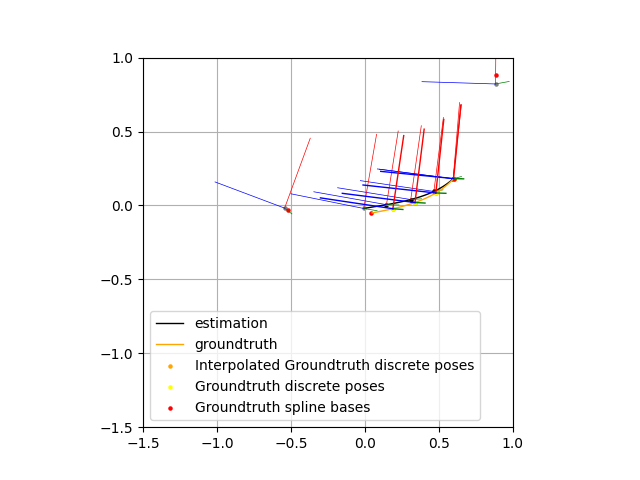 1.0
0.5
0.0
−0.5
−1.0
−1.5
estimation
groundtruth
Interpolated Groundtruth discrete poses
Groundtruth discrete poses
Groundtruth spline bases
−1.5 −1.0 −0.5 0.0 0.5 1.0